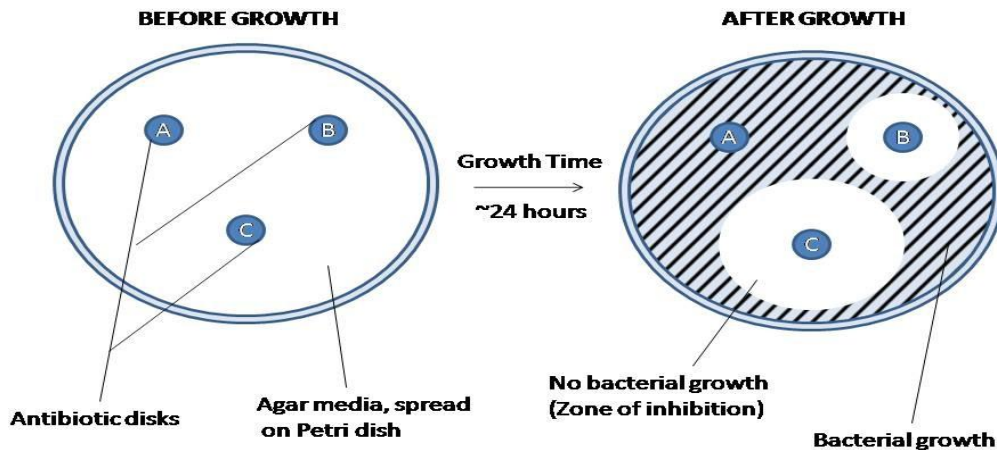 BEFORE GROWTH
A
B
C
Antibiotic disks
Agar media, spread
on Petri dish
Growth Time
~24 hours
AFTER GROWTH
A
B
C
No bacterial growth
(Zone of inhibition)
Bacterial growth